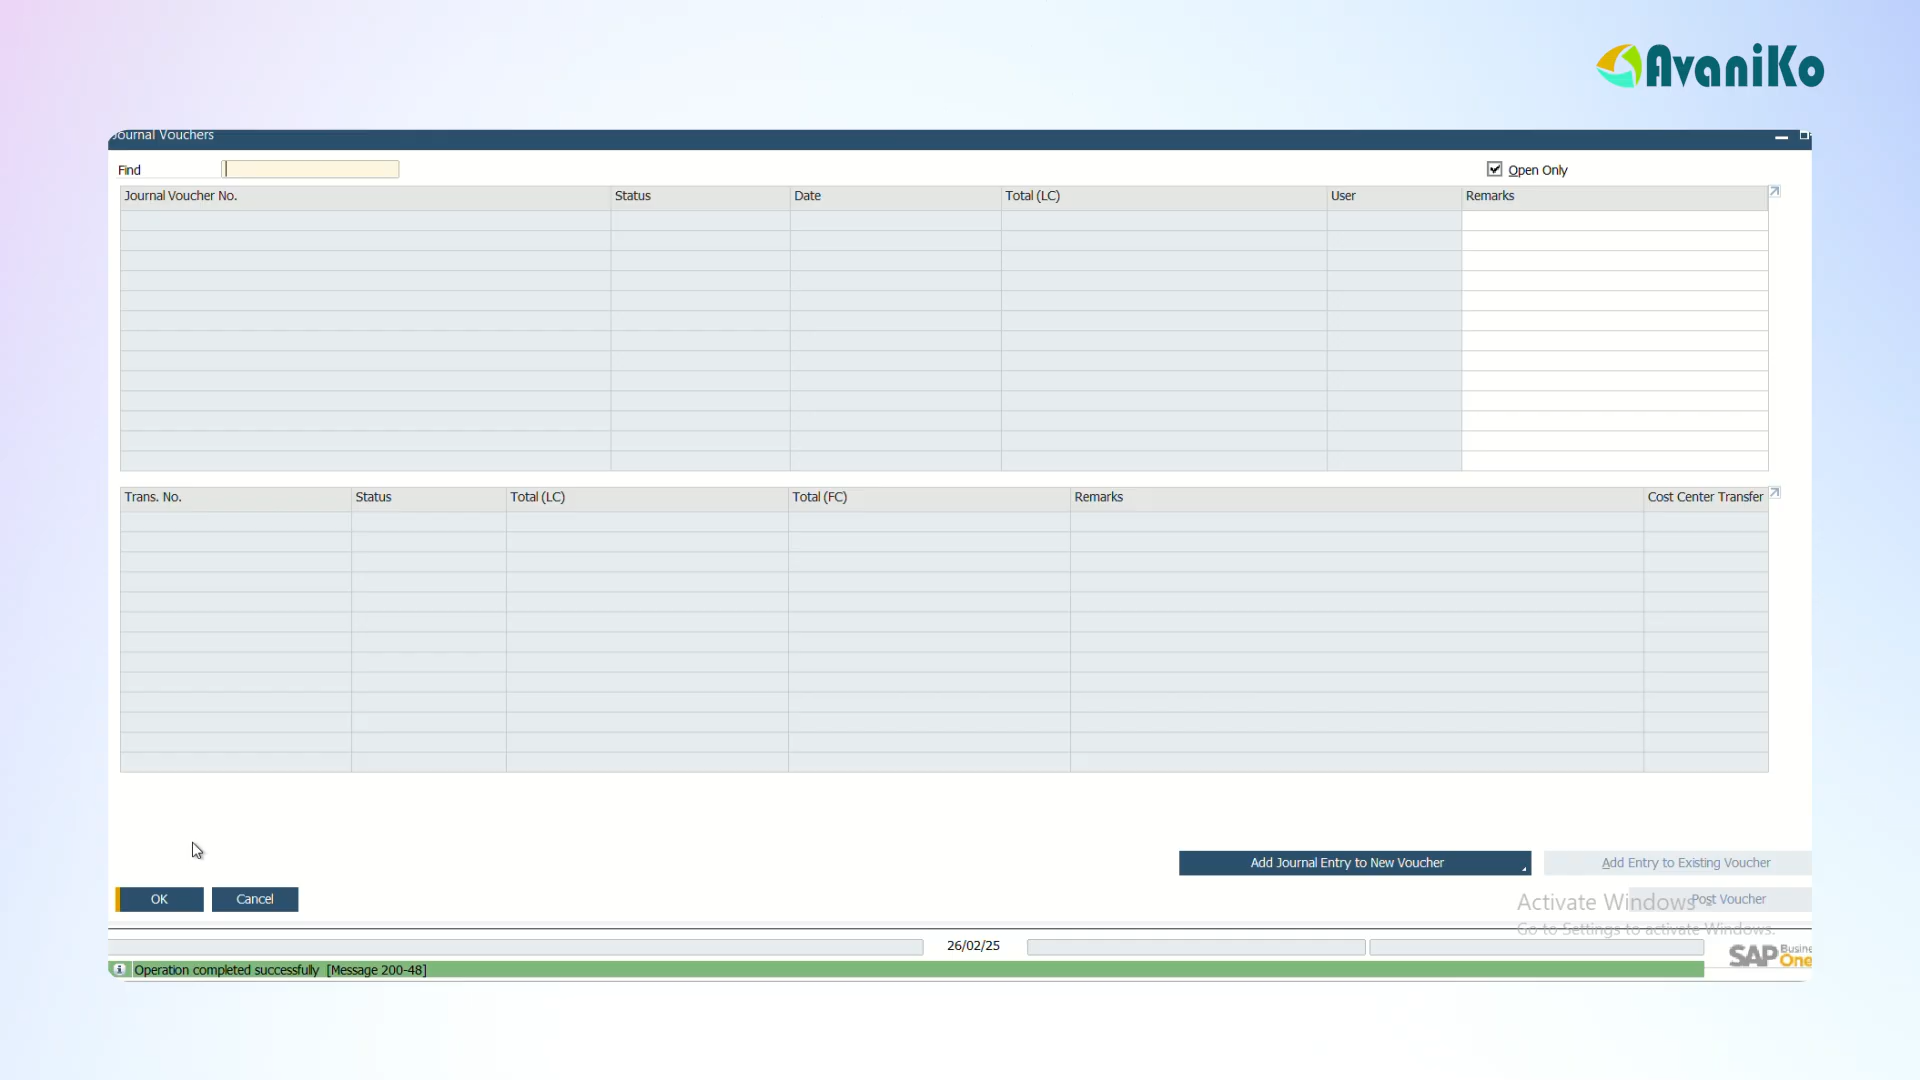 AvaniKo
Journal Vouchers
Find
Open Only
Journal Voucher No. Status Date Total (LC) User Remarks
Trans. No. Status Total (LC) Total (FC) Remarks Cost Center Transfer
Add Journal Entry to New Voucher Add Entry to Existing Voucher
OK Cancel Post Voucher
Activate Windows
Go to Settings to activate Windows.
26/02/25
SAP Busine
One
Operation completed successfully [Message 200-48]